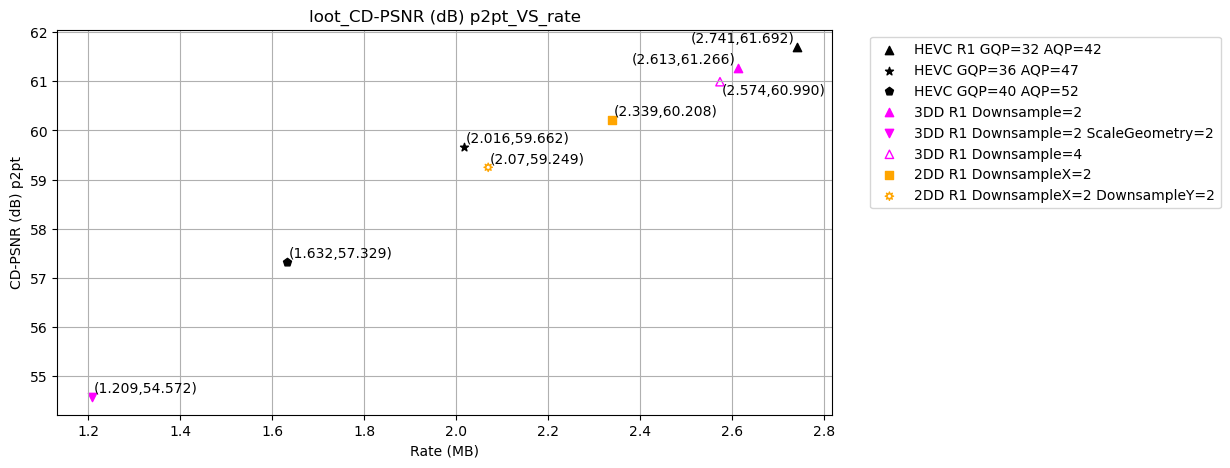 loot_CD-PSNR (dB) p2pt_VS_rate
CD-PSNR (dB) p2pt
62
61
60
59
58
57
56
55
(2.741,61.692)
(2.613,61.266)
(2.574,60.990)
(2.339,60.208)
(2.016,59.662)
(2.07,59.249)
(1.632,57.329)
(1.209,54.572)
1.2 1.4 1.6 1.8 2.0 2.2 2.4 2.6 2.8
Rate (MB)
HEVC R1 GQP=32 AQP=42
HEVC GQP=36 AQP=47
HEVC GQP=40 AQP=52
3DD R1 Downsample=2
3DD R1 Downsample=2 ScaleGeometry=2
3DD R1 Downsample=4
2DD R1 DownsampleX=2
2DD R1 DownsampleX=2 DownsampleY=2